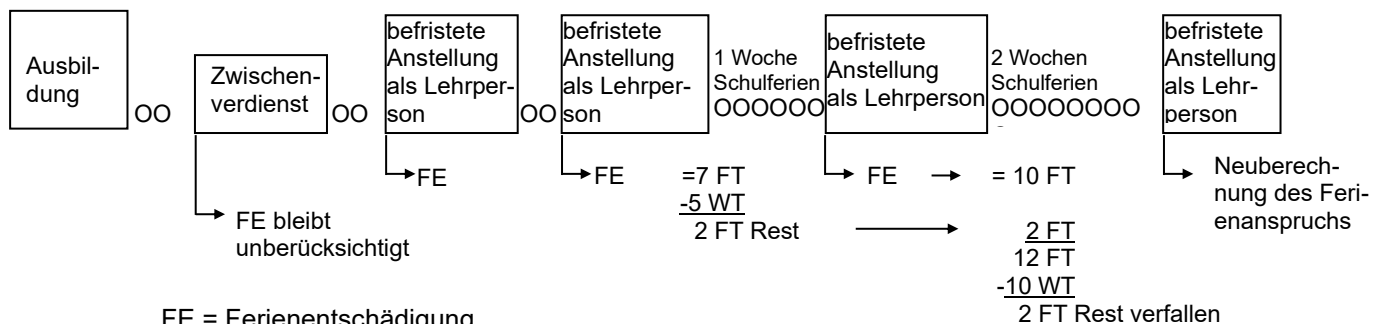 Ausbil-
dung
OO
Zwischen-
verdienst
OO
befristete
Anstellung
als Lehrper-
son
OO
befristete
Anstellung
als Lehrper-
son
1 Woche
Schulferien
OOOOOO
befristete
Anstellung
als Lehrperson
2 Wochen
Schulferien
OOOOOOOO
befristete
Anstellung
als Lehr-
person
FE bleibt
unberücksichtigt
FE
FE
=7 FT
-5 WT
2 FT Rest
FE
= 10 FT
2 FT
12 FT
-10 WT
2 FT Rest verfallen
Neuberech-
nung des Feri-
enanspruchs
FE = Ferienentschädigung